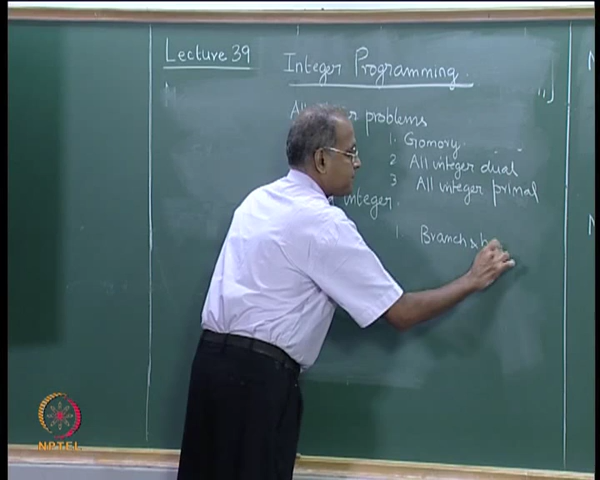 Lecture 39
Integer Programming
problems
1. Gomory
2 All integer dual
3 All integer primal
integer.
1. Branch &
NPTEL